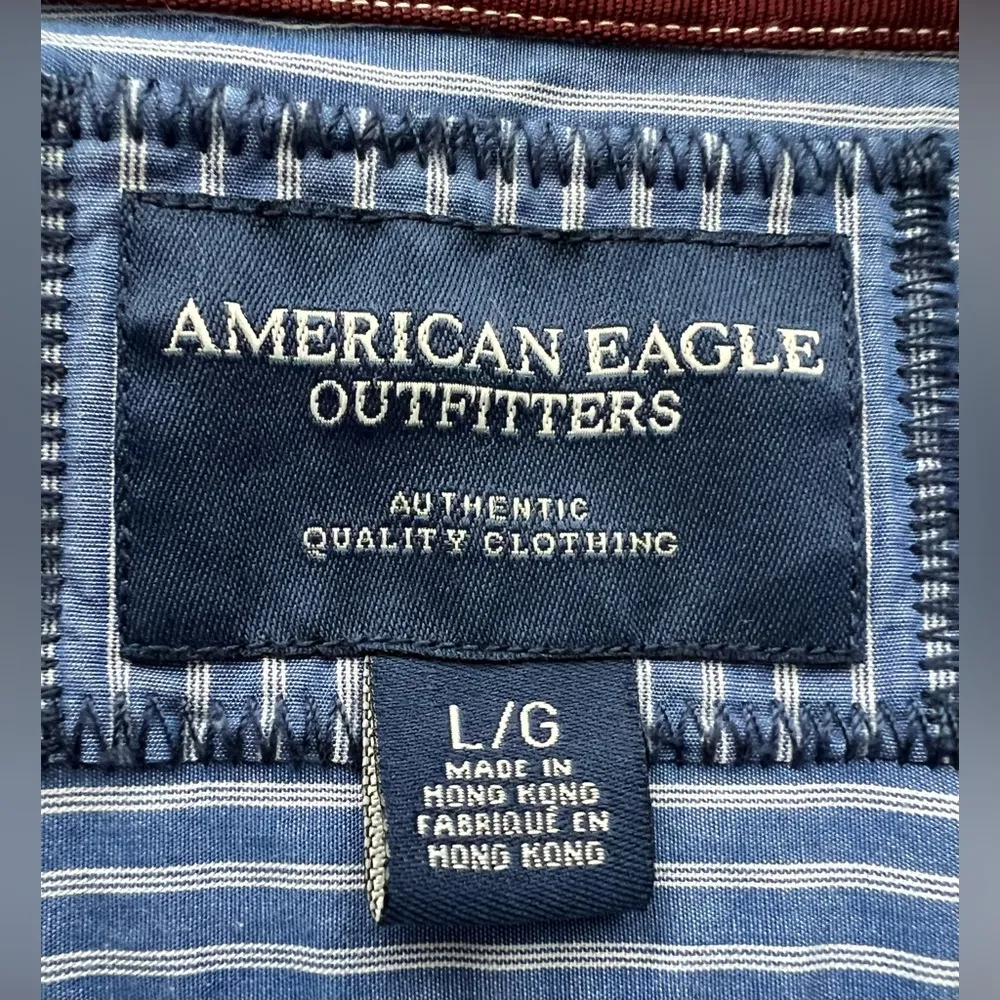 AMERICAN EAGLE
OUTFITTERS
AUTHENTIC
QUALITY CLOTHING
L/G
MADE IN
HONG KONG
FABRIQUÉ EN
HONG KONG